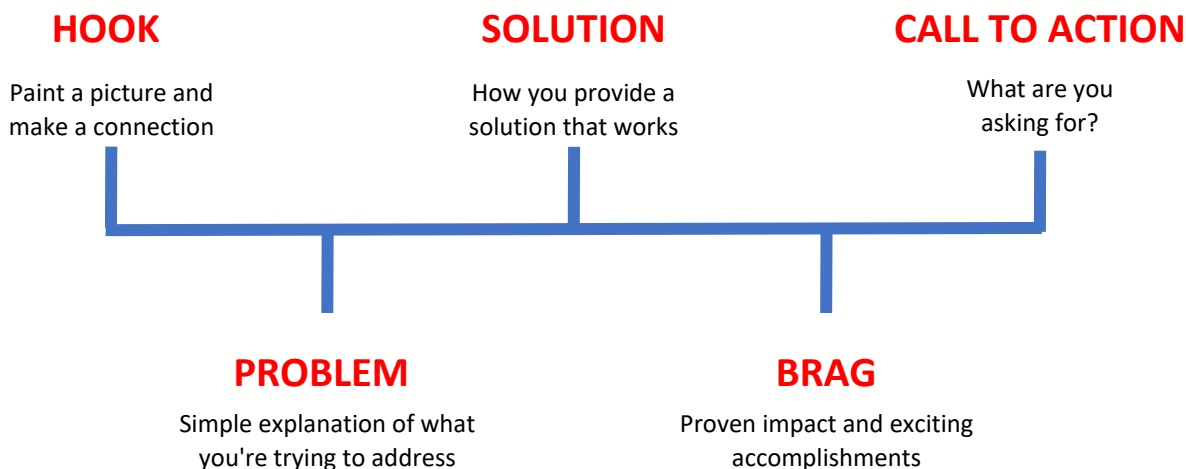 HOOK
Paint a picture and
make a connection
SOLUTION
How you provide a
solution that works
CALL TO ACTION
What are you
asking for?
PROBLEM
Simple explanation of what
you're trying to address
BRAG
Proven impact and exciting
accomplishments